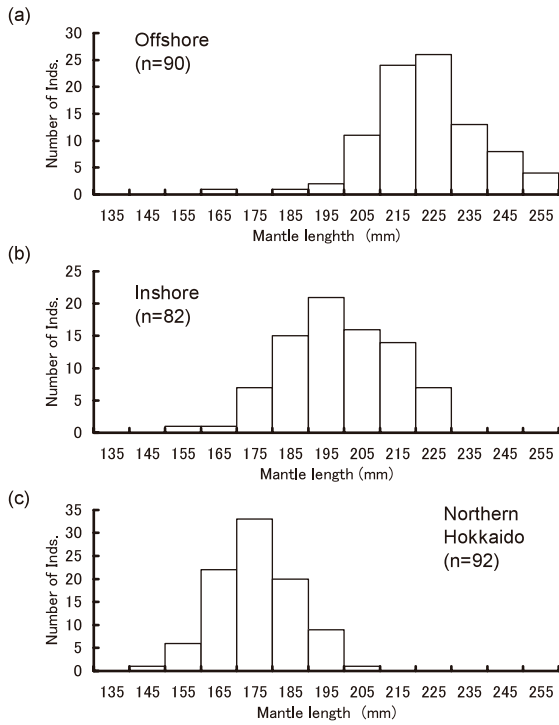 (a)
Offshore
(n=90)
Number of Inds.
30
25
20
15
10
5
0
135 145 155 165 175 185 195 205 215 225 235 245 255
Mantle lenghth (mm)
(b)
Inshore
(n=82)
Number of Inds.
25
20
15
10
5
0
135 145 155 165 175 185 195 205 215 225 235 245 255
Mantle length (mm)
(c)
Northern
Hokkaido
(n=92)
Number of Inds.
35
30
25
20
15
10
5
0
135 145 155 165 175 185 195 205 215 225 235 245 255
Mantle length (mm)